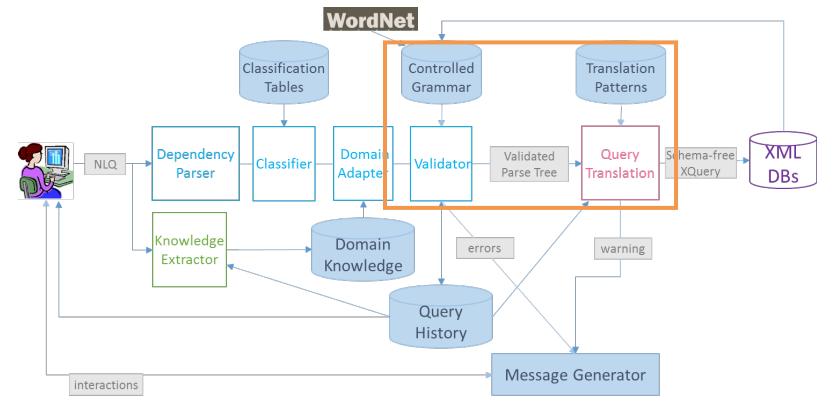 WordNet
Classification
Tables
Controlled
Grammar
Translation
Patterns
NLQ
Dependency
Parser
Classifier
Domain
Adapter
Validator
Validated
Parse Tree
Query
Translation
Schema-free
XQuery
XML
DBs
Knowledge
Extractor
Domain
Knowledge
errors
warning
Query
History
Message Generator
interactions